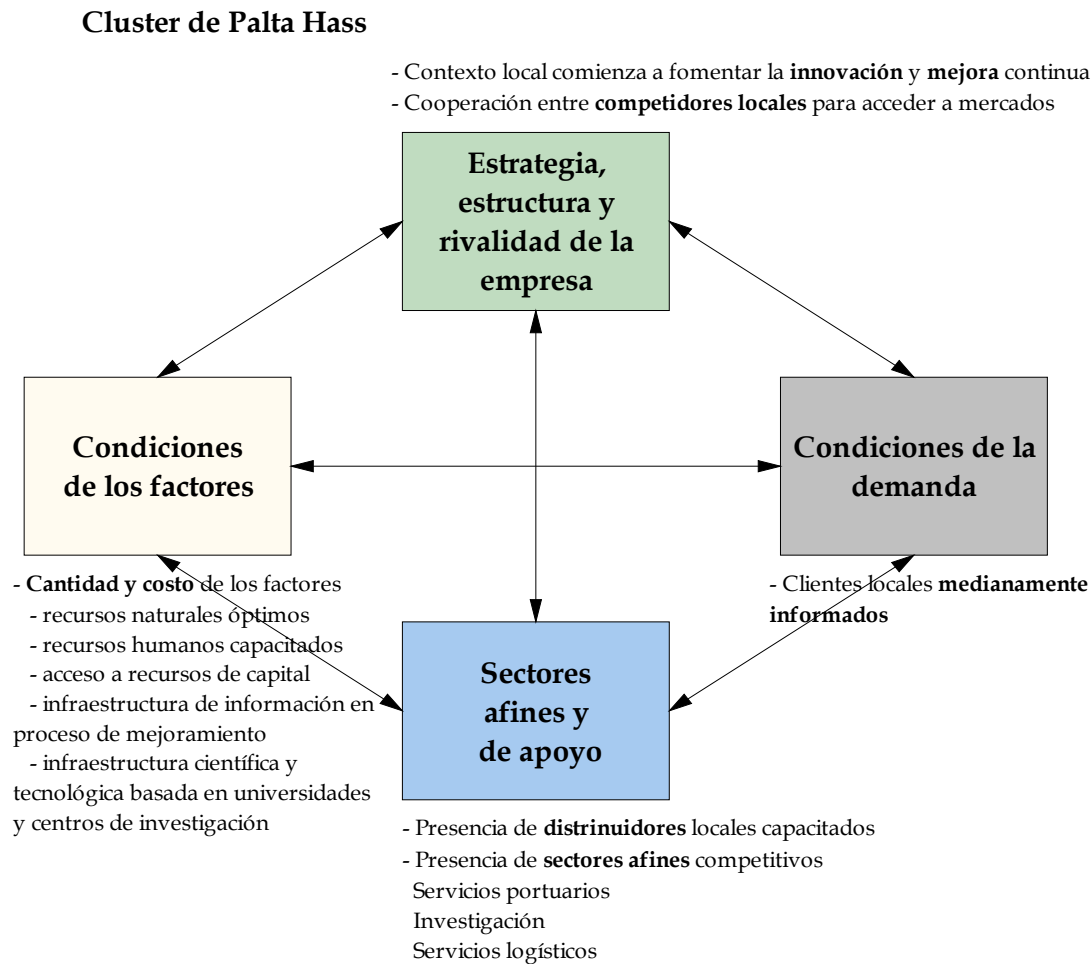 Cluster de Palta Hass
- Contexto local comienza a fomentar la innovación y mejora continua
- Cooperación entre competidores locales para acceder a mercados
Estrategia,
estructura y
rivalidad de la
empresa
Condiciones
de los factores
Condiciones de la
demanda
- Cantidad y costo de los factores
- recursos naturales óptimos
- recursos humanos capacitados
- acceso a recursos de capital
- infraestructura de información en
proceso de mejoramiento
- infraestructura científica y
tecnológica basada en universidades
y centros de investigación
- Clientes locales medianamente
informados
Sectores
afines y
de apoyo
- Presencia de distrinuidores locales capacitados
- Presencia de sectores afines competitivos
Servicios portuarios
Investigación
Servicios logísticos